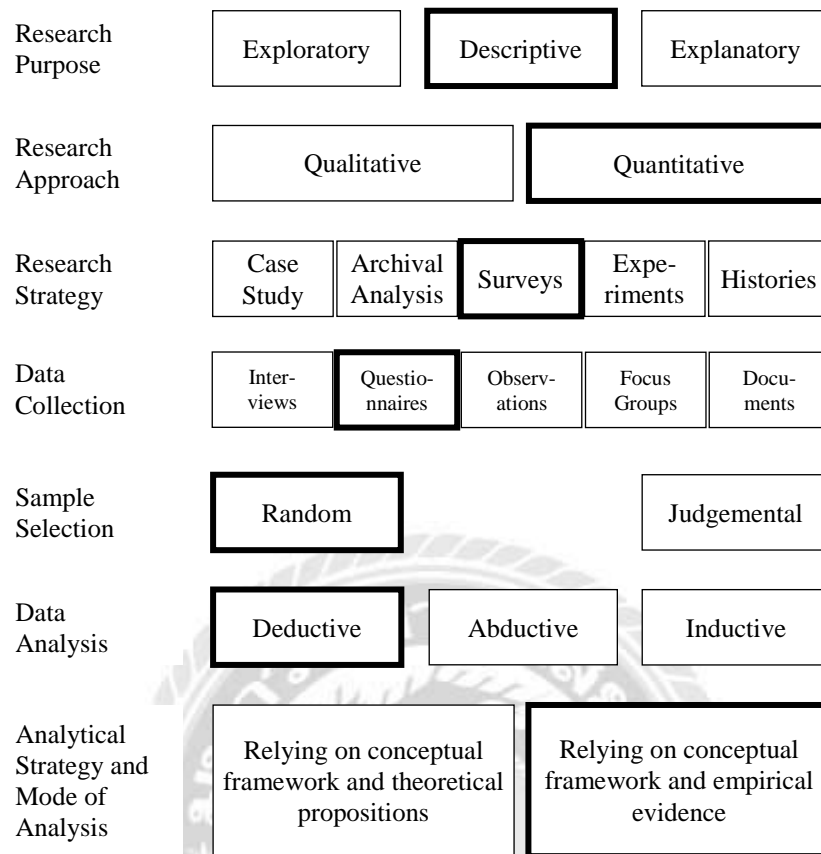 Research
Purpose
Exploratory
Descriptive
Explanatory
Research
Approach
Qualitative
Quantitative
Research
Strategy
Case
Study
Archival
Analysis
Surveys
Expe-
riments
Histories
Data
Collection
Inter-
views
Questio-
nnaires
Observ-
ations
Focus
Groups
Docu-
ments
Sample
Selection
Random
Judgemental
Data
Analysis
Deductive
Abductive
Inductive
Analytical
Strategy and
Mode of
Analysis
Relying on conceptual
framework and theoretical
propositions
Relying on conceptual
framework and empirical
evidence